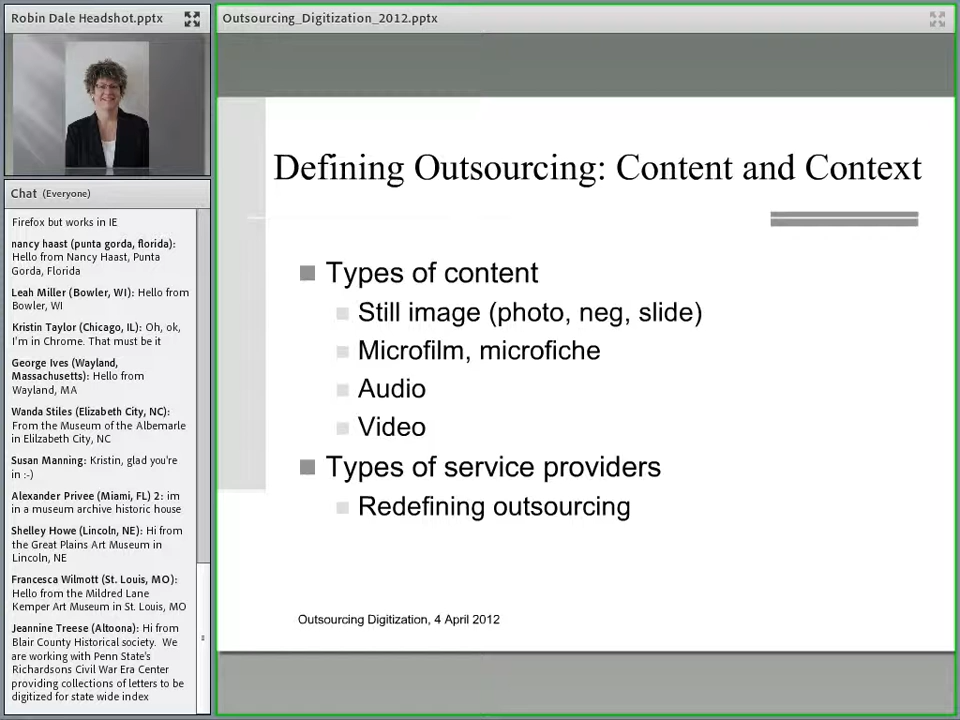 Robin Dale Headshot.pptx
Outsourcing_Digitization_2012.pptx
Chat (Everyone)
Firefox but works in IE
nancy haast (punta gorda, florida):
Hello from Nancy Haast, Punta
Gorda, Florida
Leah Miller (Bowler, WI): Hello from
Bowler, WI
Kristin Taylor (Chicago, IL): Oh, ok,
I'm in Chrome. That must be it
George Ives (Wayland,
Massachusetts): Hello from
Wayland, MA
Wanda Stiles (Elizabeth City, NC):
From the Museum of the Albemarle
in Elilzabeth City, NC
Susan Manning: Kristin, glad you're
in :-)
Alexander Privee (Miami, FL) 2: im
in a museum archive historic house
Shelley Howe (Lincoln, NE): Hi from
the Great Plains Art Museum in
Lincoln, NE
Francesca Wilmott (St. Louis, MO):
Hello from the Mildred Lane
Kemper Art Museum in St. Louis, MO
Jeannine Treese (Altoona): Hi from
Blair County Historical society. We
are working with Penn State's
Richardsons Civil War Era Center
providing collections of letters to be
digitized for state wide index
Defining Outsourcing: Content and Context
Types of content
Still image (photo, neg, slide)
Microfilm, microfiche
Audio
Video
Types of service providers
Redefining outsourcing
Outsourcing Digitization, 4 April 2012